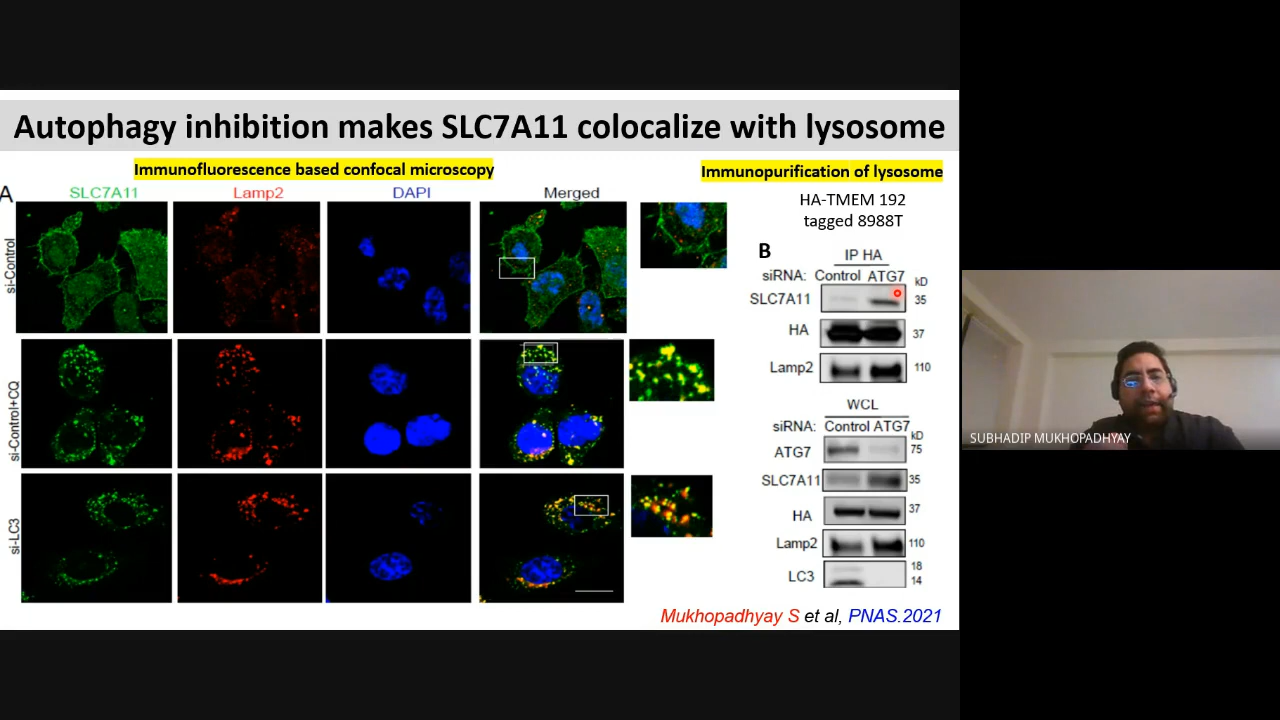 Autophagy inhibition makes SLC7A11 colocalize with lysosome
Immunofluorescence based confocal microscopy
A
SLC7A11 Lamp2 DAPI Merged
si-Control
si-Control+CQ
si-LC3
Immunopurification of lysosome
HA-TMEM 192
tagged 8988T
B
IP HA
siRNA: Control ATG7 kD
SLC7A11 35
HA 37
Lamp2 110
WCL
siRNA: Control ATG7 kD
ATG7 75
SLC7A11 35
HA 37
Lamp2 110
LC3 18
14
Mukhopadhyay S et al, PNAS.2021
SUBHADIP MUKHOPADHYAY